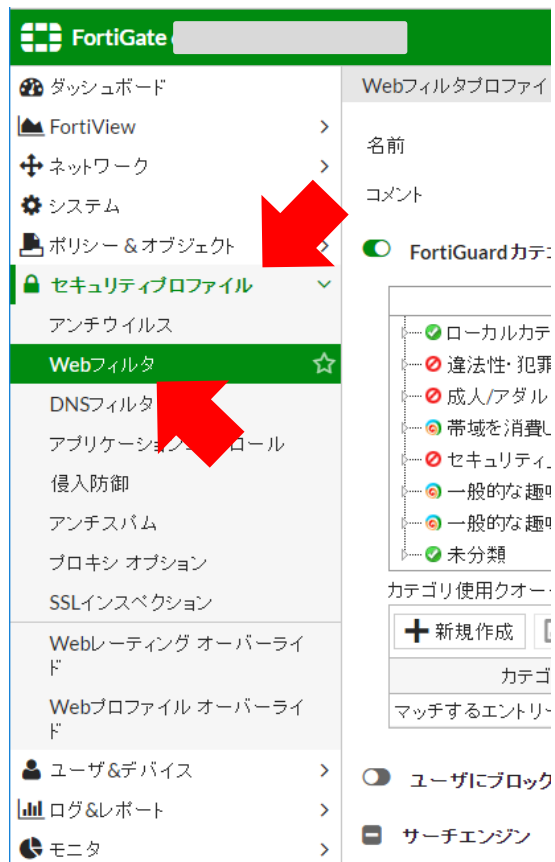 FortiGate
ダッシュボード
FortiView
ネットワーク
システム
ポリシー & オブジェクト
セキュリティプロファイル
アンチウイルス
Webフィルタ
DNSフィルタ
アプリケーション ロール
侵入防御
アンチスパム
プロキシ オプション
SSLインスペクション
Webレーティング オーバーライ
ド
Webプロファイル オーバーライ
ド
ユーザ&デバイス
ログ&レポート
モニタ
Webフィルタプロファイ
名前
コメント
FortiGuard カテ
ローカルカテ
違法性・犯罪
成人/アダル
帯域を消費
セキュリティ
一般的な趣
一般的な趣
未分類
カテゴリ使用クオー
新規作成
カテゴ
マッチするエントリー
ユーザにブロック
サーチエンジン